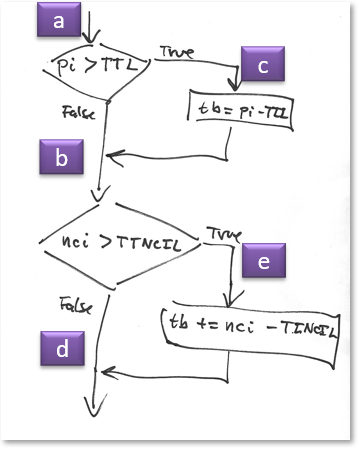 a
pi > TTL
True
c
False
tb = pi - TTL
b
nci > TTNCIL
True
e
False
tb += nci - TTNCIL
d